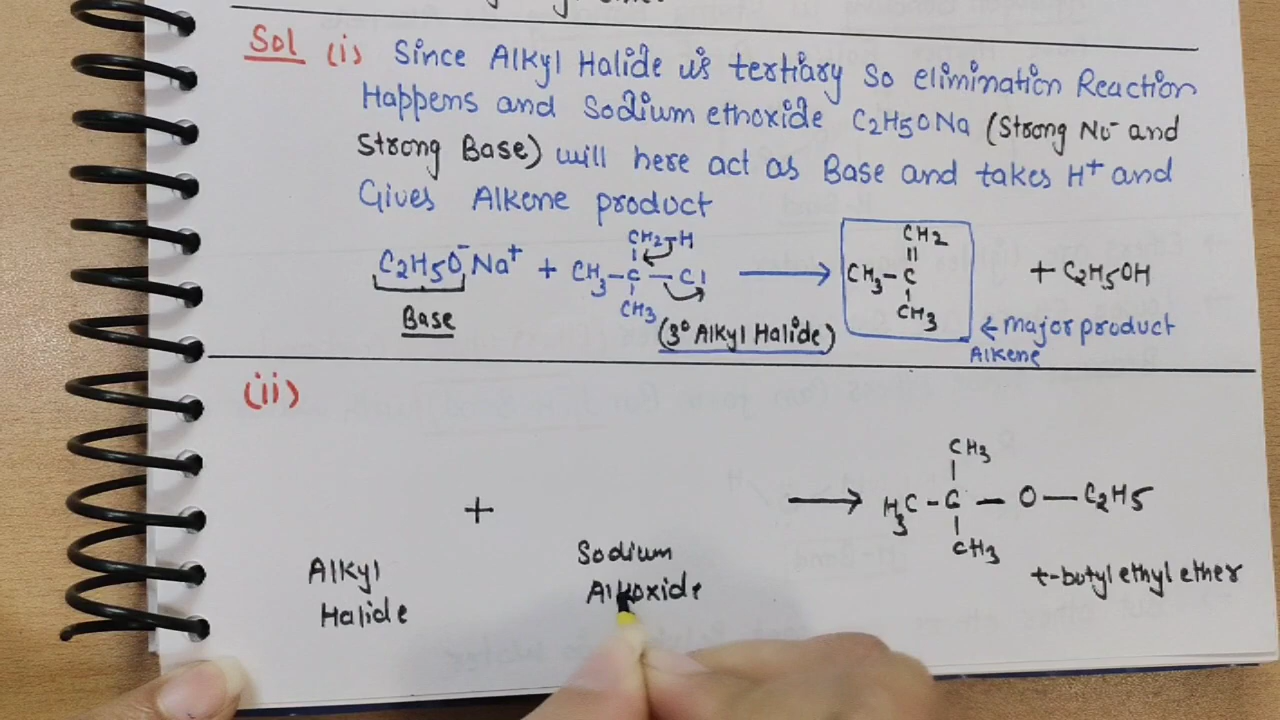 Sol (i) Since Alkyl Halide is tertiary So elimination Reaction
Happens and Sodium ethoxide C2H5ONa (Strong Nu- and
Strong Base) will here act as Base and takes H+ and
Gives Alkene product
CH2-H
CH2
C2H5O- Na+ + CH3-C-Cl → CH3-C + C2H5OH
||
CH3
CH3
Base
(3° Alkyl Halide)
← Major product
Alkene
(ii)
CH3
+ → H3C-C-O-C2H5
CH3
Sodium
Alkyl
Alkoxide
t-butyl ethyl ether
Halide